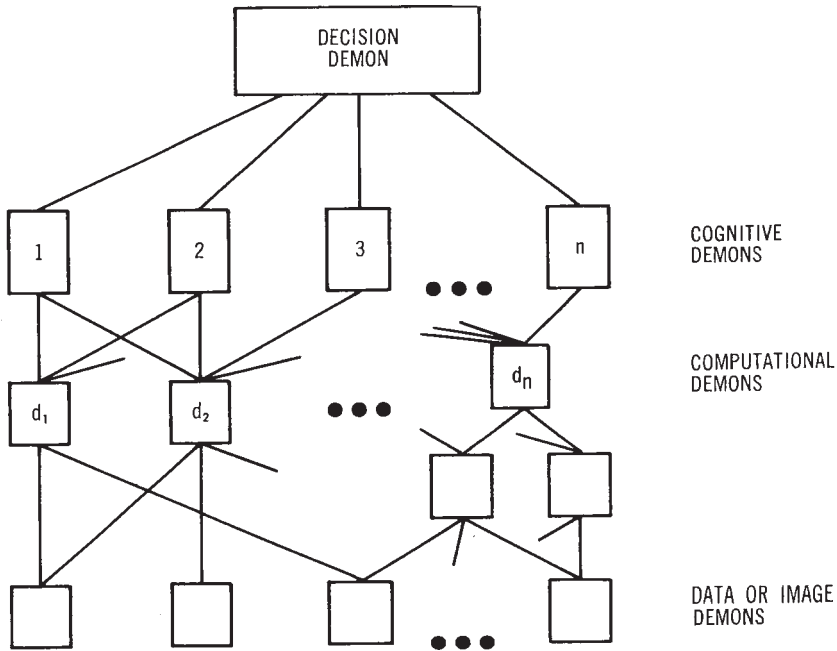 DECISION
DEMON
1
2
3
n
COGNITIVE
DEMONS
d₁
d₂
dₙ
COMPUTATIONAL
DEMONS
DATA OR IMAGE
DEMONS